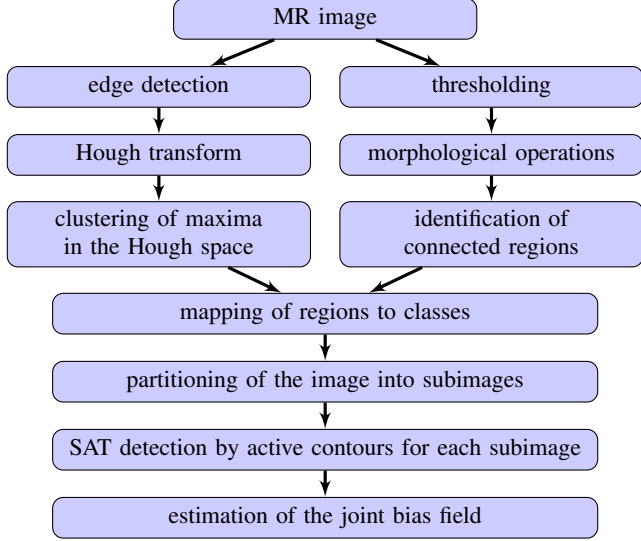 MR image
edge detection
thresholding
Hough transform
morphological operations
clustering of maxima
in the Hough space
identification of
connected regions
mapping of regions to classes
partitioning of the image into subimages
SAT detection by active contours for each subimage
estimation of the joint bias field